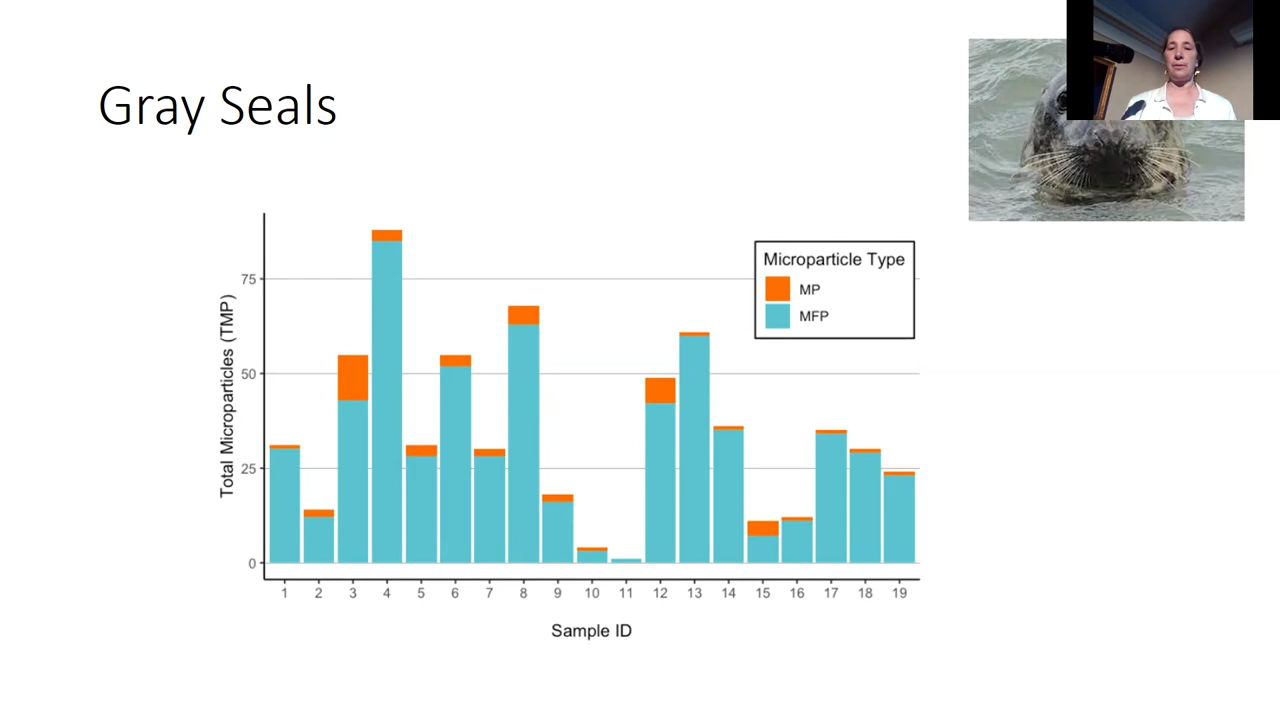 Gray Seals
Total Microparticles (TMP)
75
50
25
0
Microparticle Type
MP
MFP
1 2 3 4 5 6 7 8 9 10 11 12 13 14 15 16 17 18 19
Sample ID